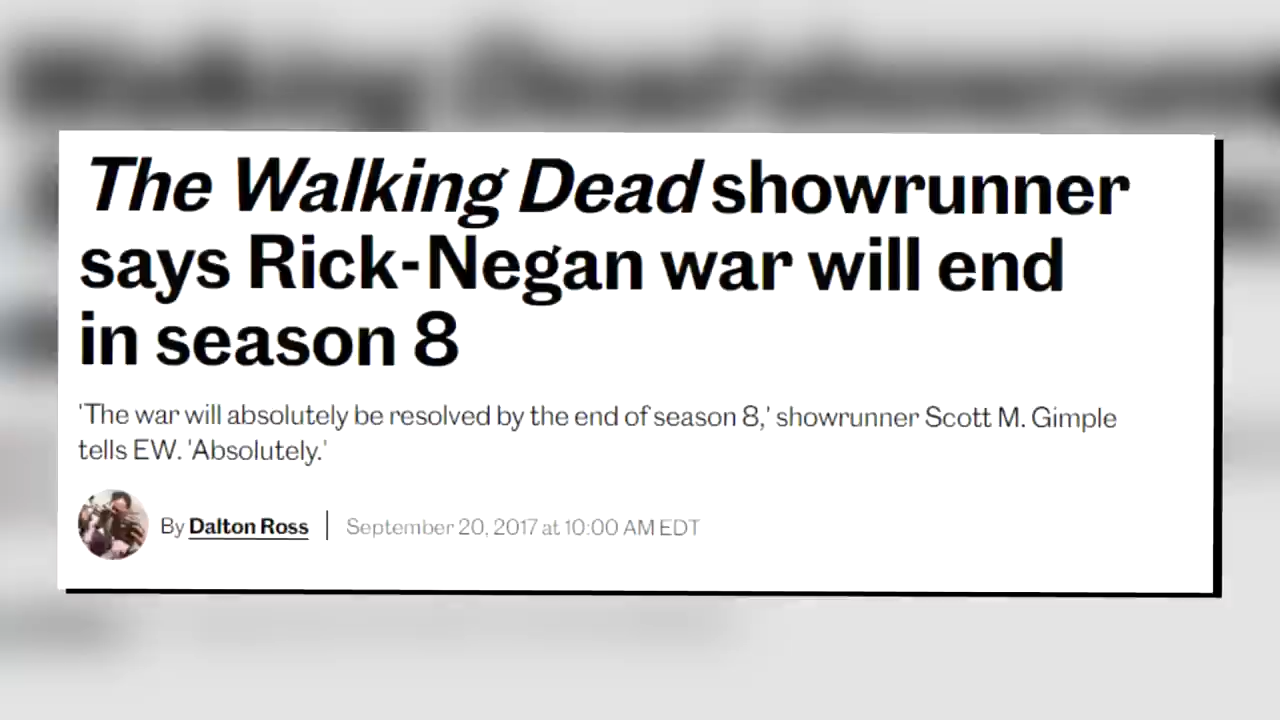 The Walking Dead showrunner
says Rick-Negan war will end
in season 8
'The war will absolutely be resolved by the end of season 8,' showrunner Scott M. Gimple
tells EW. 'Absolutely.'
By Dalton Ross | September 20, 2017 at 10:00 AM EDT